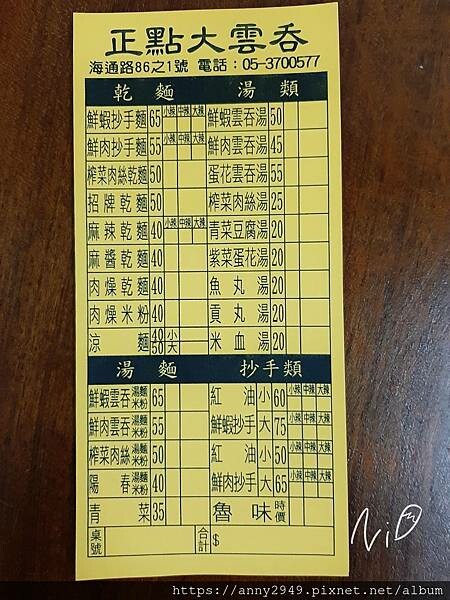 正點大雲吞
海通路86之1號 電話：05-3700577
乾麵 湯類
鮮蝦抄手麵 65 小辣 中辣 大辣 鮮蝦雲吞湯 50
鮮肉抄手麵 55 小辣 中辣 大辣 鮮肉雲吞湯 45
榨菜肉絲乾麵 50 蛋花雲吞湯 55
招牌乾麵 50 榨菜肉絲湯 25
麻辣乾麵 40 小辣 中辣 大辣 青菜豆腐湯 20
麻醬乾麵 40 紫菜蛋花湯 20
肉燥乾麵 40 魚丸湯 20
肉燥米粉 40 貢丸湯 20
涼麵 40 小 50 大 米血湯 20
湯麵 抄手類
鮮蝦雲吞 湯麵 米粉 65 紅油 小 60 小辣 中辣 大辣
鮮肉雲吞 湯麵 米粉 55 鮮蝦抄手 大 75 小辣 中辣 大辣
榨菜肉絲 湯麵 米粉 50 紅油 小 50 小辣 中辣 大辣
陽春 湯麵 米粉 40 鮮肉抄手 大 65 小辣 中辣 大辣
青菜 35 魯味 時價
桌號 合計 $
https://anny2949.pixnet.net/album